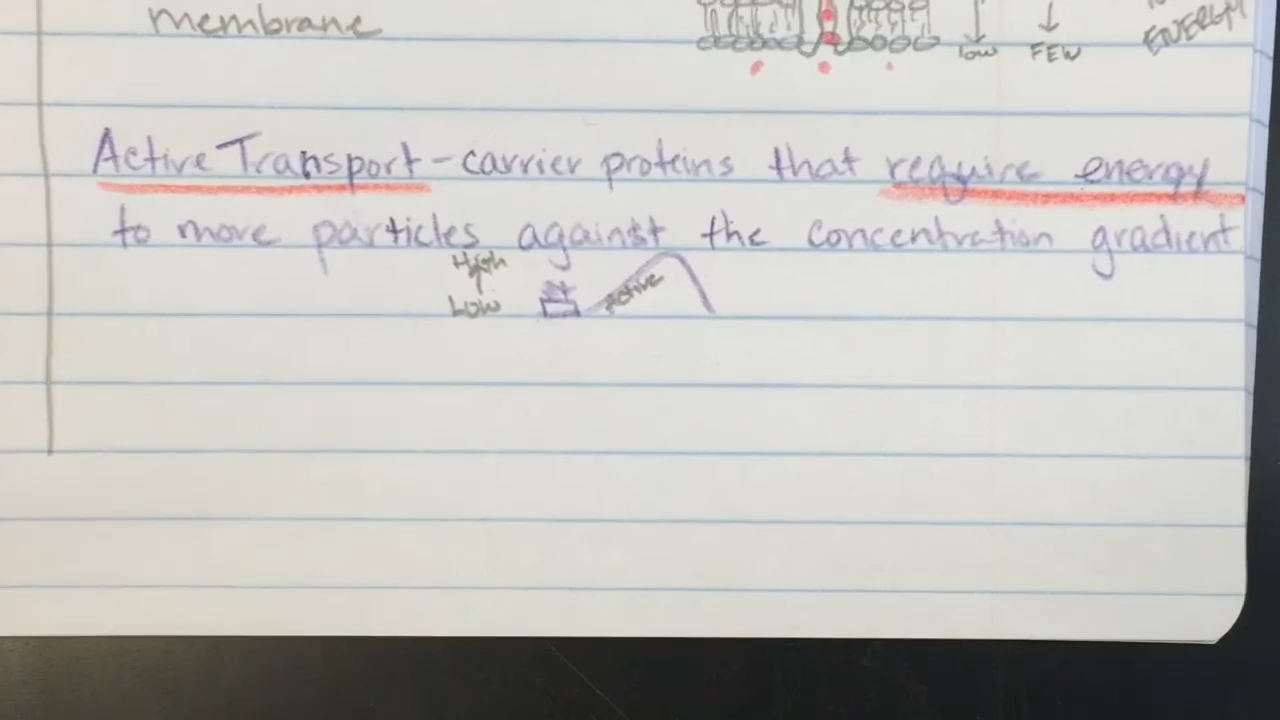 membrane
low FEW ENERGY
Active Transport - carrier proteins that require energy
to move particles against the concentration gradient
High
Low Active